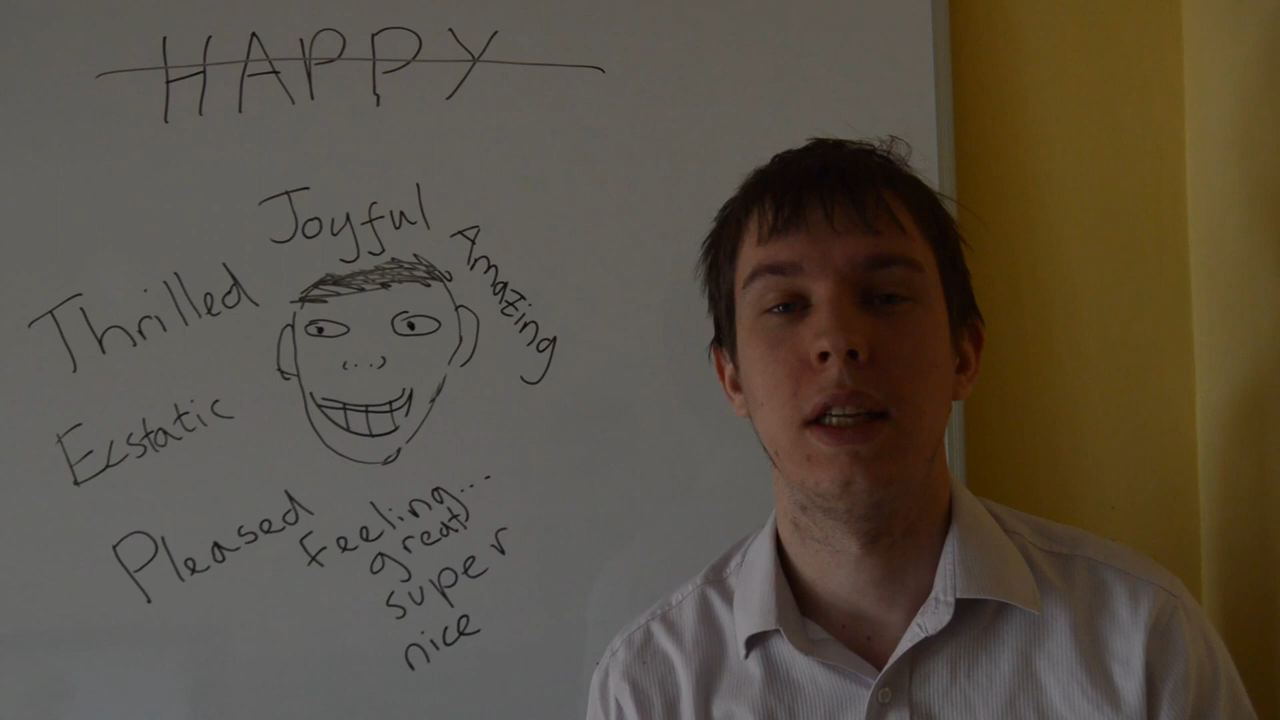 HAPPY
Joyful
Amazing
Thrilled
Ecstatic
Pleased
Feeling...
great
super
nice